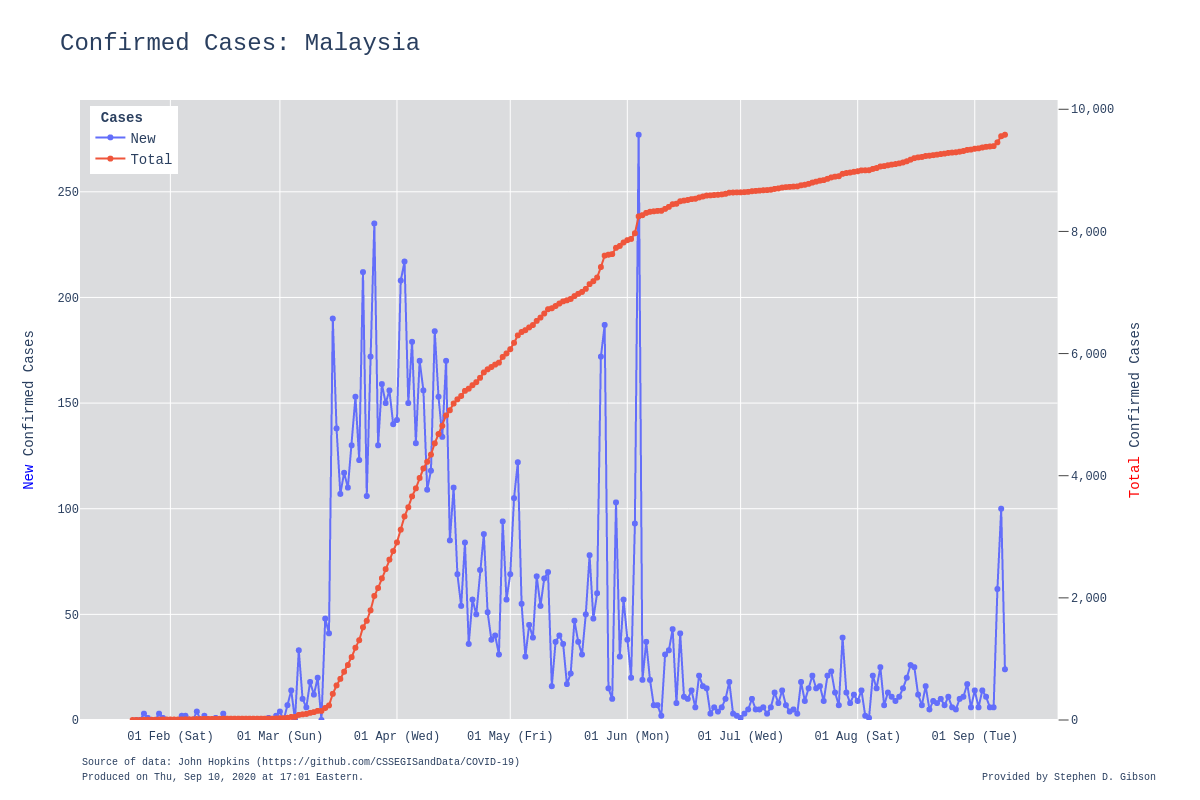 Confirmed Cases: Malaysia
Cases
New
Total
10,000
8,000
6,000
4,000
2,000
0
250
200
150
100
50
0
New Confirmed Cases
Total Confirmed Cases
01 Feb (Sat)
01 Mar (Sun)
01 Apr (Wed)
01 May (Fri)
01 Jun (Mon)
01 Jul (Wed)
01 Aug (Sat)
01 Sep (Tue)
Source of data: John Hopkins (https://github.com/CSSEGISandData/COVID-19)
Produced on Thu, Sep 10, 2020 at 17:01 Eastern.
Provided by Stephen D. Gibson